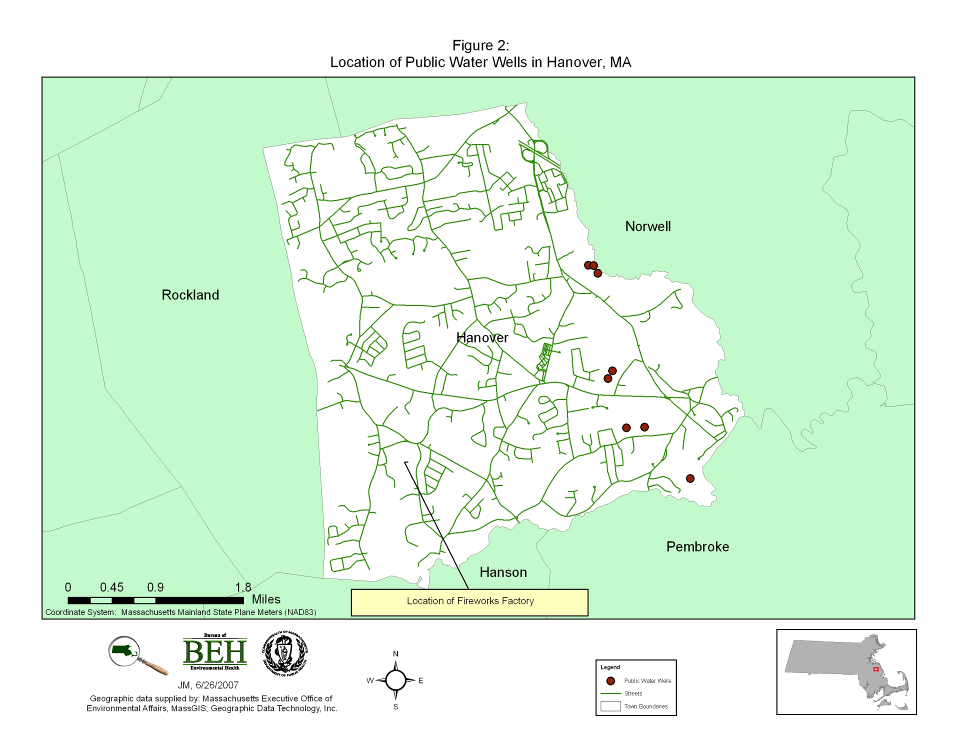 Figure 2:
Location of Public Water Wells in Hanover, MA
Norwell
Rockland
Hanover
Pembroke
Hanson
0 0.45 0.9 1.8
Miles
Coordinate System: Massachusetts Mainland State Plane Meters (NAD83)
Location of Fireworks Factory
Bureau of
BEH
Environmental Health
JM, 6/26/2007
Geographic data supplied by: Massachusetts Executive Office of
Environmental Affairs, MassGIS; Geographic Data Technology, Inc.
N
W E
S
Legend
Public Water Wells
Streets
Town Boundaries